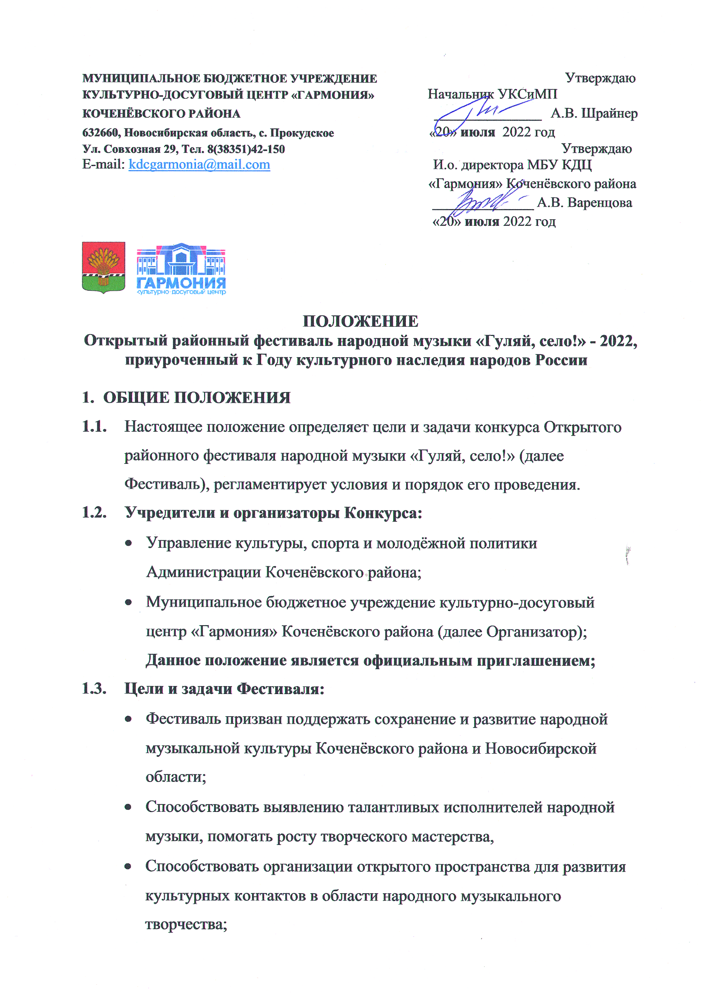 МУНИЦИПАЛЬНОЕ БЮДЖЕТНОЕ УЧРЕЖДЕНИЕ
КУЛЬТУРНО-ДОСУГОВЫЙ ЦЕНТР «ГАРМОНИЯ»
КОЧЕНЁВСКОГО РАЙОНА
632660, Новосибирская область, с. Прокудское
Ул. Совхозная 29, Тел. 8(38351)42-150
E-mail: kdcgarmonia@mail.com
Утверждаю
Начальник УКСиМП
_______________ А.В. Шрайнер
«20» июля 2022 год
Утверждаю
И.о. директора МБУ КДЦ
«Гармония» Коченёвского района
______________ А.В. Варенцова
«20» июля 2022 год
ГАРМОНИЯ
культурно-досуговый центр
ПОЛОЖЕНИЕ
Открытый районный фестиваль народной музыки «Гуляй, село!» - 2022,
приуроченный к Году культурного наследия народов России
1. ОБЩИЕ ПОЛОЖЕНИЯ
1.1. Настоящее положение определяет цели и задачи конкурса Открытого
районного фестиваля народной музыки «Гуляй, село!» (далее
Фестиваль), регламентирует условия и порядок его проведения.
1.2. Учредители и организаторы Конкурса:
• Управление культуры, спорта и молодёжной политики
Администрации Коченёвского района;
• Муниципальное бюджетное учреждение культурно-досуговый
центр «Гармония» Коченёвского района (далее Организатор);
Данное положение является официальным приглашением;
1.3. Цели и задачи Фестиваля:
• Фестиваль призван поддержать сохранение и развитие народной
музыкальной культуры Коченёвского района и Новосибирской
области;
• Способствовать выявлению талантливых исполнителей народной
музыки, помогать росту творческого мастерства,
• Способствовать организации открытого пространства для развития
культурных контактов в области народного музыкального
творчества;